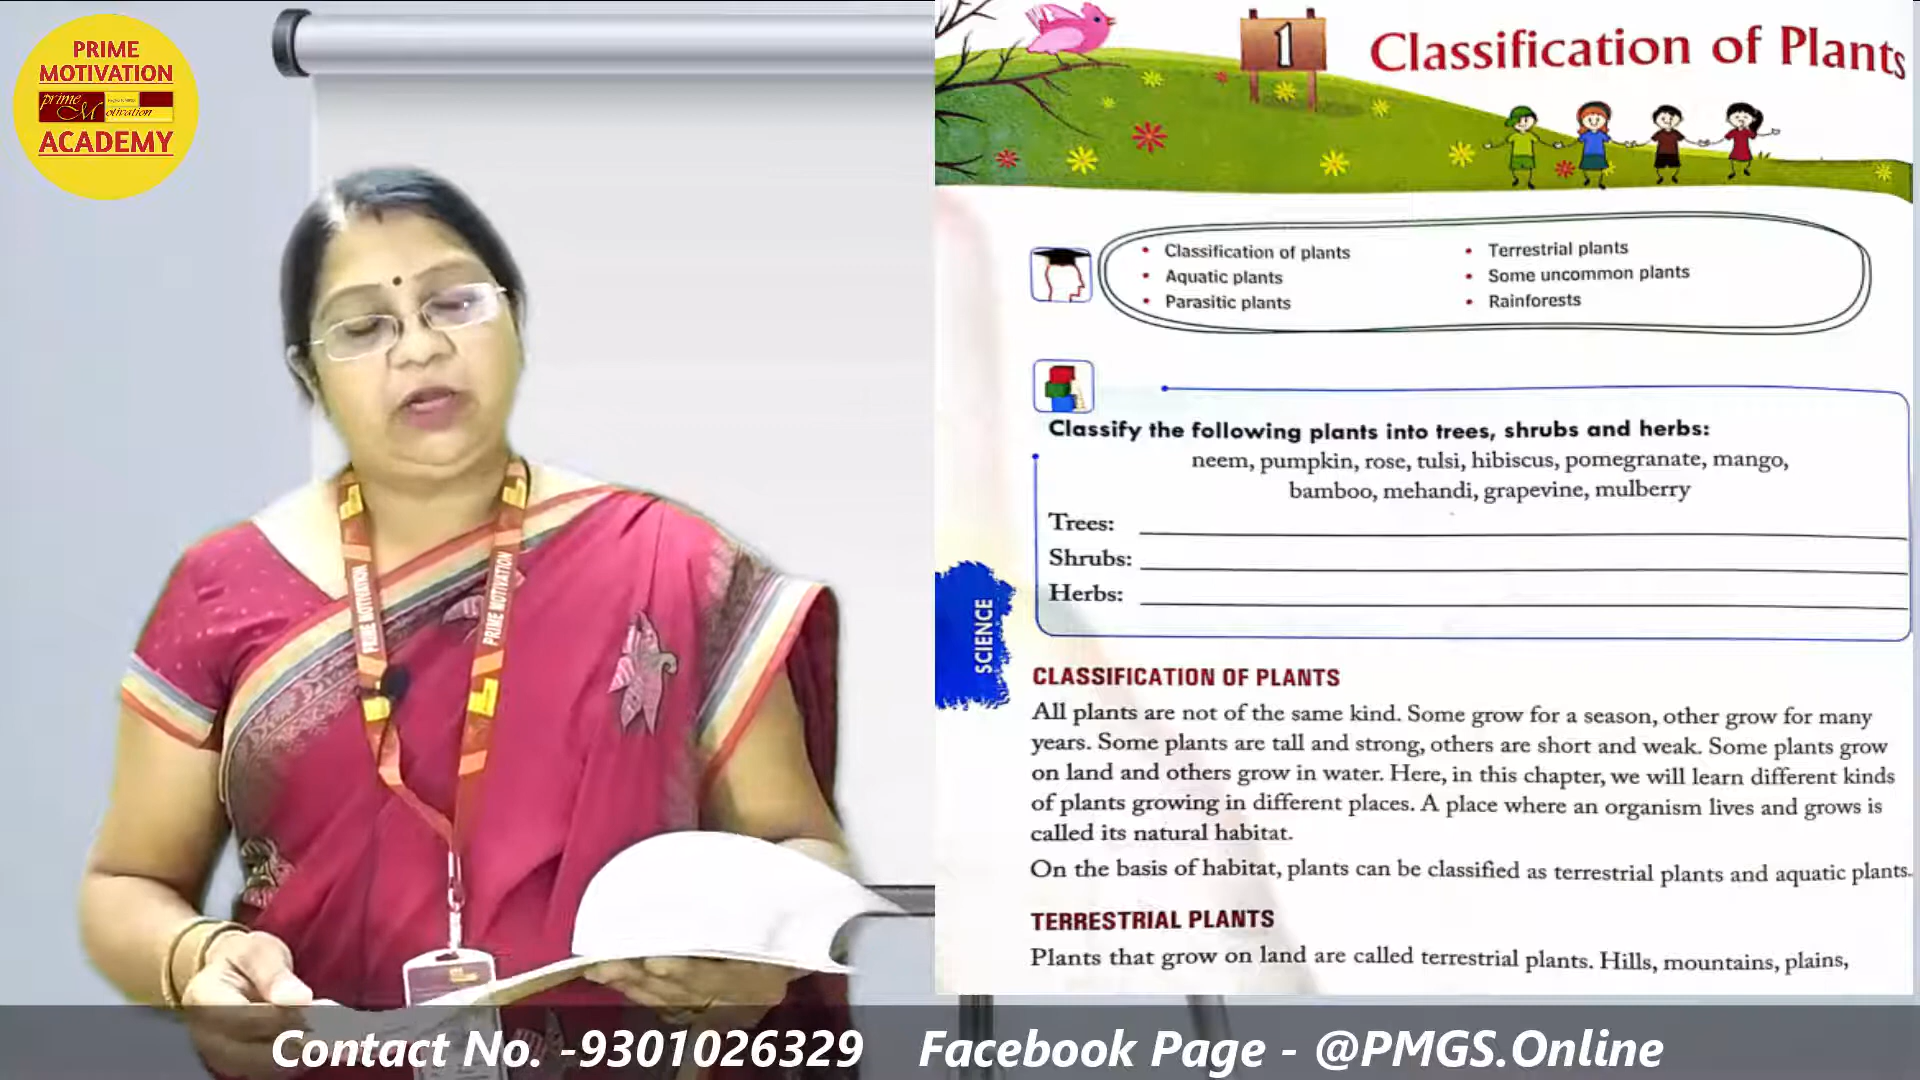 PRIME
MOTIVATION
prime
Motivation
ACADEMY
PRIME MOTIVATION
PRIME MOTIVATION
1
Classification of Plants
• Classification of plants
• Aquatic plants
• Parasitic plants
• Terrestrial plants
• Some uncommon plants
• Rainforests
Classify the following plants into trees, shrubs and herbs:
neem, pumpkin, rose, tulsi, hibiscus, pomegranate, mango,
bamboo, mehandi, grapevine, mulberry
Trees:
Shrubs:
Herbs:
SCIENCE
CLASSIFICATION OF PLANTS
All plants are not of the same kind. Some grow for a season, other grow for many
years. Some plants are tall and strong, others are short and weak. Some plants grow
on land and others grow in water. Here, in this chapter, we will learn different kinds
of plants growing in different places. A place where an organism lives and grows is
called its natural habitat.
On the basis of habitat, plants can be classified as terrestrial plants and aquatic plants.
TERRESTRIAL PLANTS
Plants that grow on land are called terrestrial plants. Hills, mountains, plains,
Contact No. -9301026329 Facebook Page - @PMGS.Online